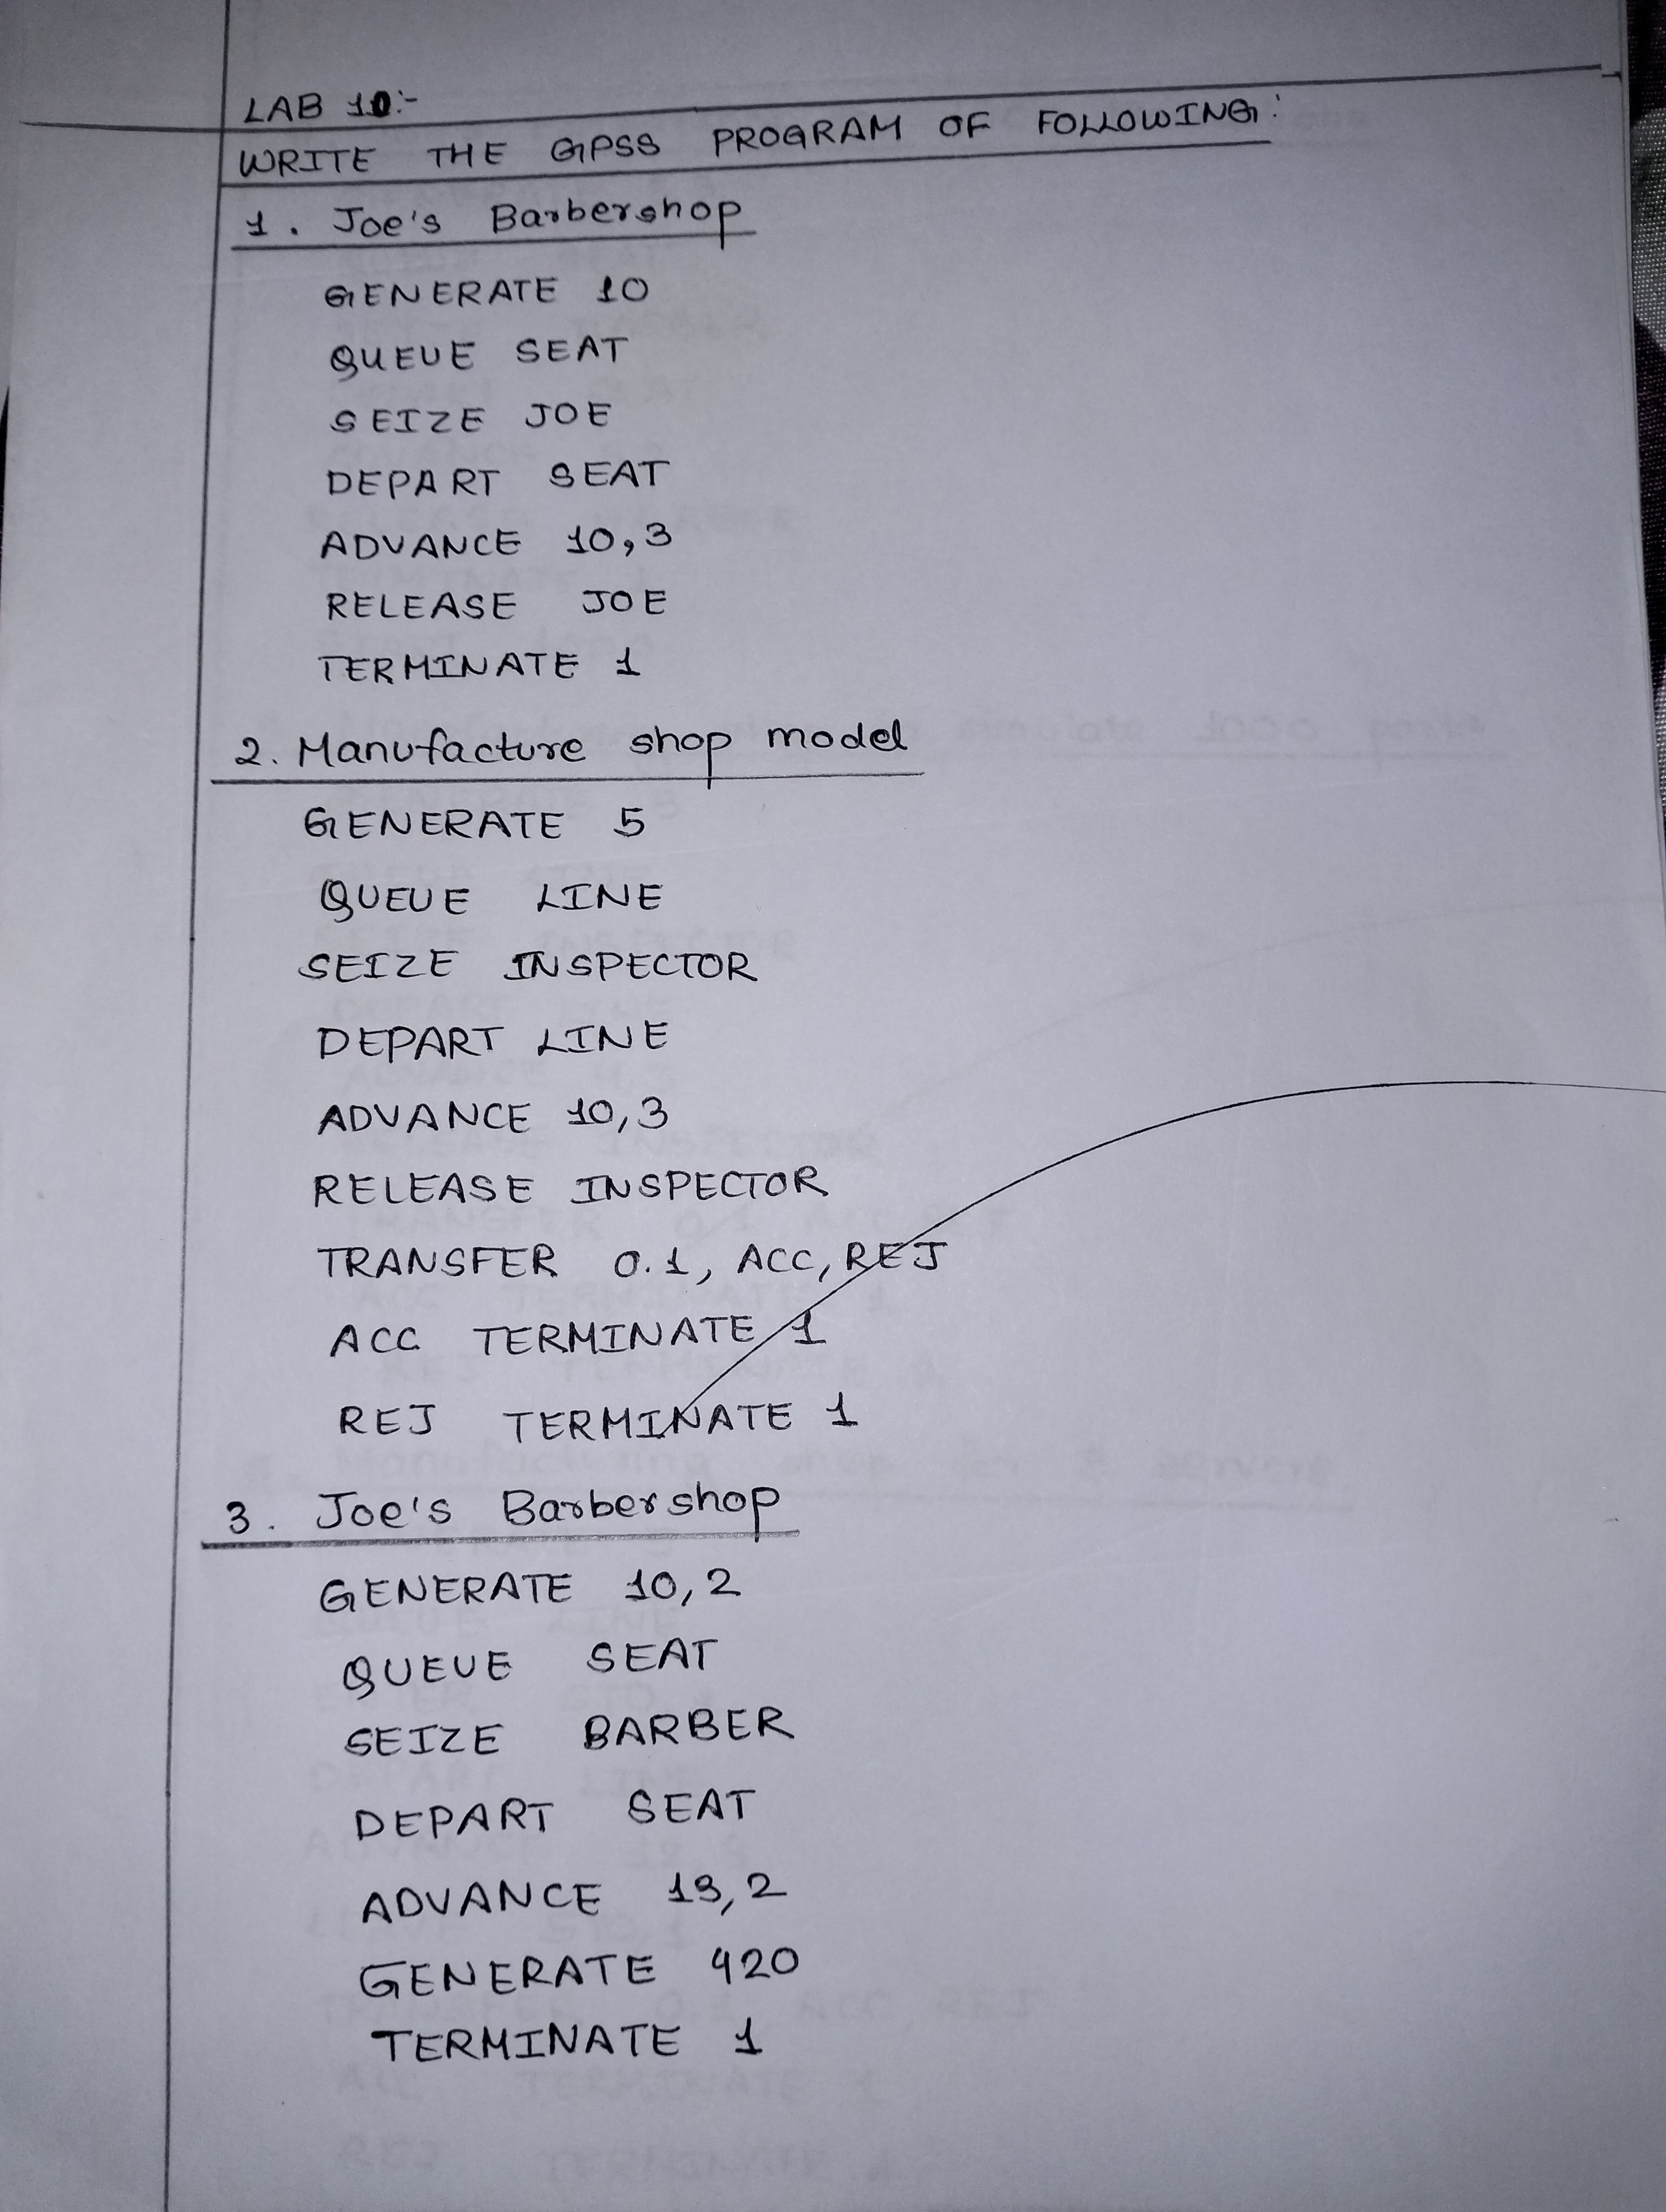 LAB 10:-
WRITE THE GPSS PROGRAM OF FOLLOWING:
1. Joe's Barbershop
GENERATE 10
QUEUE SEAT
SEIZE JOE
DEPART SEAT
ADVANCE 10,3
RELEASE JOE
TERMINATE 1
2. Manufacture shop model
GENERATE 5
QUEUE LINE
SEIZE INSPECTOR
DEPART LINE
ADVANCE 10,3
RELEASE INSPECTOR
TRANSFER 0.1, ACC, REJ
ACC TERMINATE 1
REJ TERMINATE 1
3. Joe's Barbershop
GENERATE 10,2
QUEUE SEAT
SEIZE BARBER
DEPART SEAT
ADVANCE 13,2
GENERATE 420
TERMINATE 1